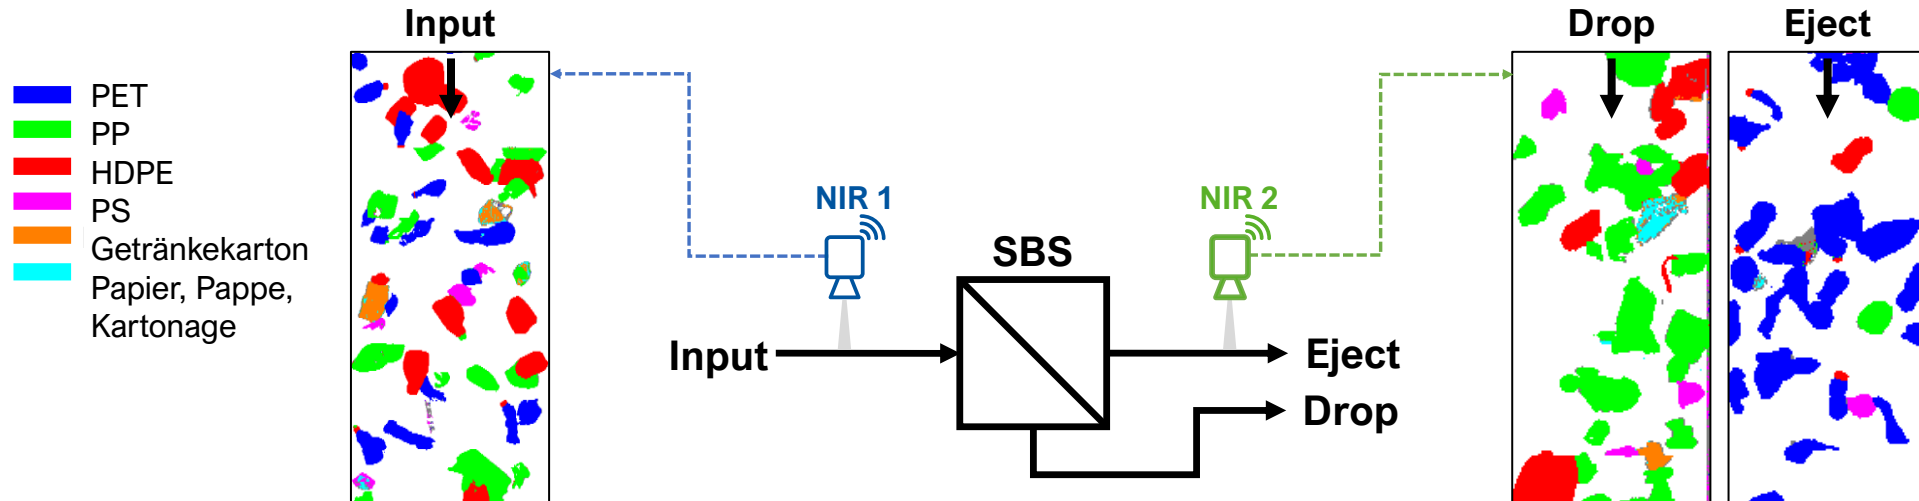 Input
Drop
Eject
PET
PP
HDPE
PS
Getränkekarton
Papier, Pappe,
Kartonage
NIR 1
NIR 2
SBS
Input
Eject
Drop